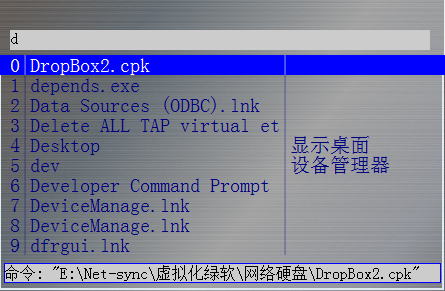 d
0 DropBox2.cpk
1 depends.exe
2 Data Sources (ODBC).lnk
3 Delete ALL TAP virtual et
4 Desktop 显示桌面
5 dev 设备管理器
6 Developer Command Prompt
7 DeviceManage.lnk
8 DeviceManage.lnk
9 dfrgui.lnk
命令: "E:\Net-sync\虚拟化绿软\网络硬盘\DropBox2.cpk"